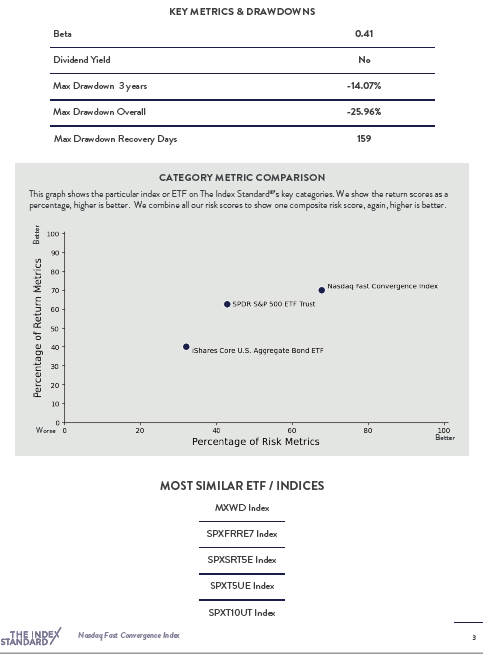 KEY METRICS & DRAWDOWNS
Beta 0.41
Dividend Yield No
Max Drawdown 3 years -14.07%
Max Drawdown Overall -25.96%
Max Drawdown Recovery Days 159
CATEGORY METRIC COMPARISON
This graph shows the particular index or ETF on The Index Standard℠'s key categories. We show the return scores as a
percentage, higher is better. We combine all our risk scores to show one composite risk score, again, higher is better.
Better
100
90
80
70
60
50
40
30
20
10
0
Percentage of Return Metrics
Nasdaq Fast Convergence Index
SPDR S&P 500 ETF Trust
iShares Core U.S. Aggregate Bond ETF
Worse 0 20 40 60 80 100
Better
Percentage of Risk Metrics
MOST SIMILAR ETF / INDICES
MXWD Index
SPXFRRE7 Index
SPXSRT5E Index
SPXT5UE Index
SPXT10UT Index
THE INDEX
STANDARD
Nasdaq Fast Convergence Index
3